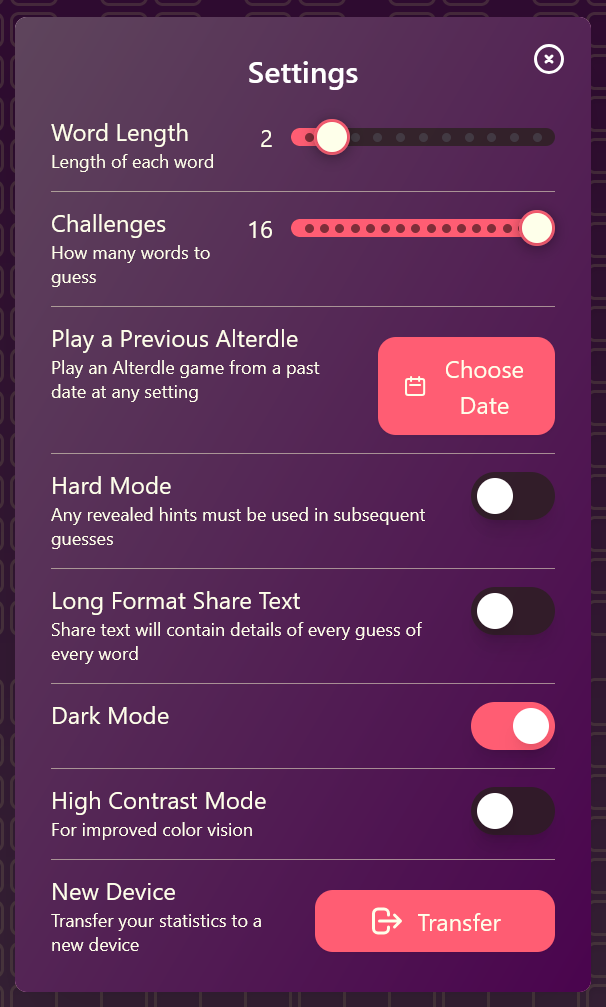 Settings
Word Length
2
Length of each word
Challenges
16
How many words to
guess
Play a Previous Alterdle
Play an Alterdle game from a past
date at any setting
Choose
Date
Hard Mode
Any revealed hints must be used in subsequent
guesses
Long Format Share Text
Share text will contain details of every guess of
every word
Dark Mode
High Contrast Mode
For improved color vision
New Device
Transfer your statistics to a
new device
Transfer